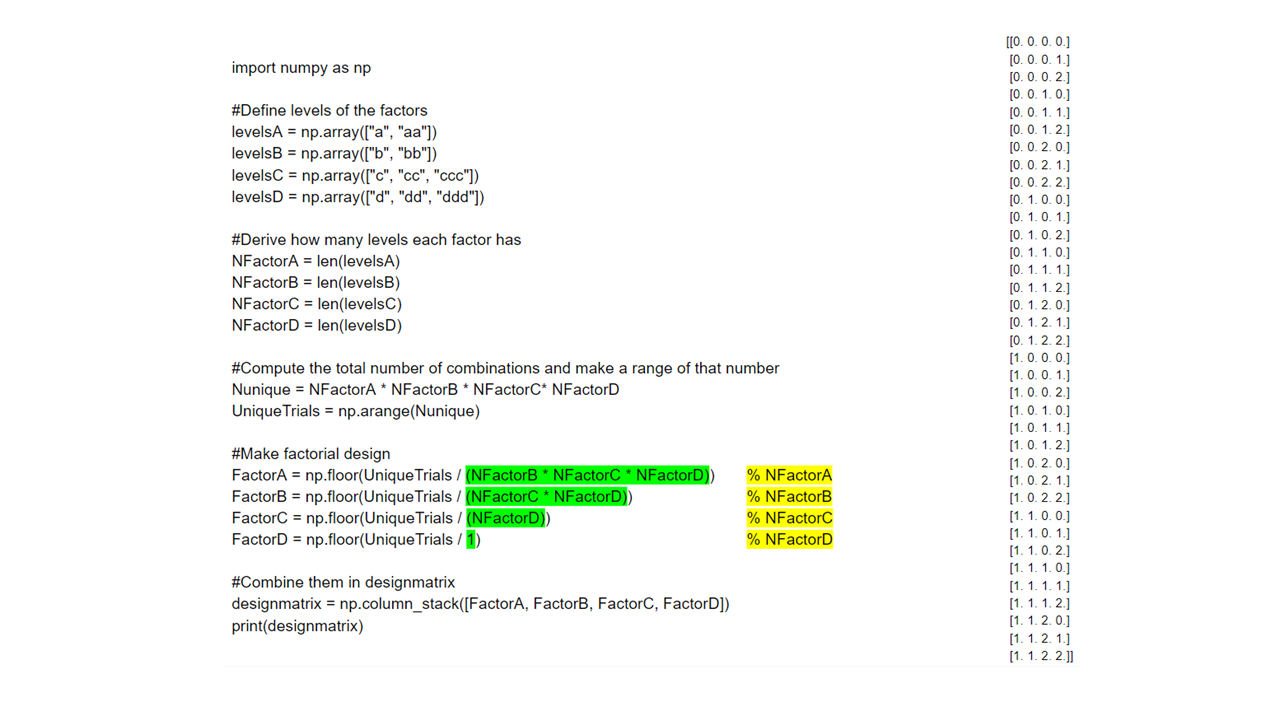 import numpy as np
#Define levels of the factors
levelsA = np.array(["a", "aa"])
levelsB = np.array(["b", "bb"])
levelsC = np.array(["c", "cc", "ccc"])
levelsD = np.array(["d", "dd", "ddd"])
#Derive how many levels each factor has
NFactorA = len(levelsA)
NFactorB = len(levelsB)
NFactorC = len(levelsC)
NFactorD = len(levelsD)
#Compute the total number of combinations and make a range of that number
Nunique = NFactorA * NFactorB * NFactorC* NFactorD
UniqueTrials = np.arange(Nunique)
#Make factorial design
FactorA = np.floor(UniqueTrials / (NFactorB * NFactorC * NFactorD)) % NFactorA
FactorB = np.floor(UniqueTrials / (NFactorC * NFactorD)) % NFactorB
FactorC = np.floor(UniqueTrials / (NFactorD)) % NFactorC
FactorD = np.floor(UniqueTrials / 1) % NFactorD
#Combine them in designmatrix
designmatrix = np.column_stack([FactorA, FactorB, FactorC, FactorD])
print(designmatrix)
[[0. 0. 0. 0.]
[0. 0. 0. 1.]
[0. 0. 0. 2.]
[0. 0. 1. 0.]
[0. 0. 1. 1.]
[0. 0. 1. 2.]
[0. 0. 2. 0.]
[0. 0. 2. 1.]
[0. 0. 2. 2.]
[0. 1. 0. 0.]
[0. 1. 0. 1.]
[0. 1. 0. 2.]
[0. 1. 1. 0.]
[0. 1. 1. 1.]
[0. 1. 1. 2.]
[0. 1. 2. 0.]
[0. 1. 2. 1.]
[0. 1. 2. 2.]
[1. 0. 0. 0.]
[1. 0. 0. 1.]
[1. 0. 0. 2.]
[1. 0. 1. 0.]
[1. 0. 1. 1.]
[1. 0. 1. 2.]
[1. 0. 2. 0.]
[1. 0. 2. 1.]
[1. 0. 2. 2.]
[1. 1. 0. 0.]
[1. 1. 0. 1.]
[1. 1. 0. 2.]
[1. 1. 1. 0.]
[1. 1. 1. 1.]
[1. 1. 1. 2.]
[1. 1. 2. 0.]
[1. 1. 2. 1.]
[1. 1. 2. 2.]]